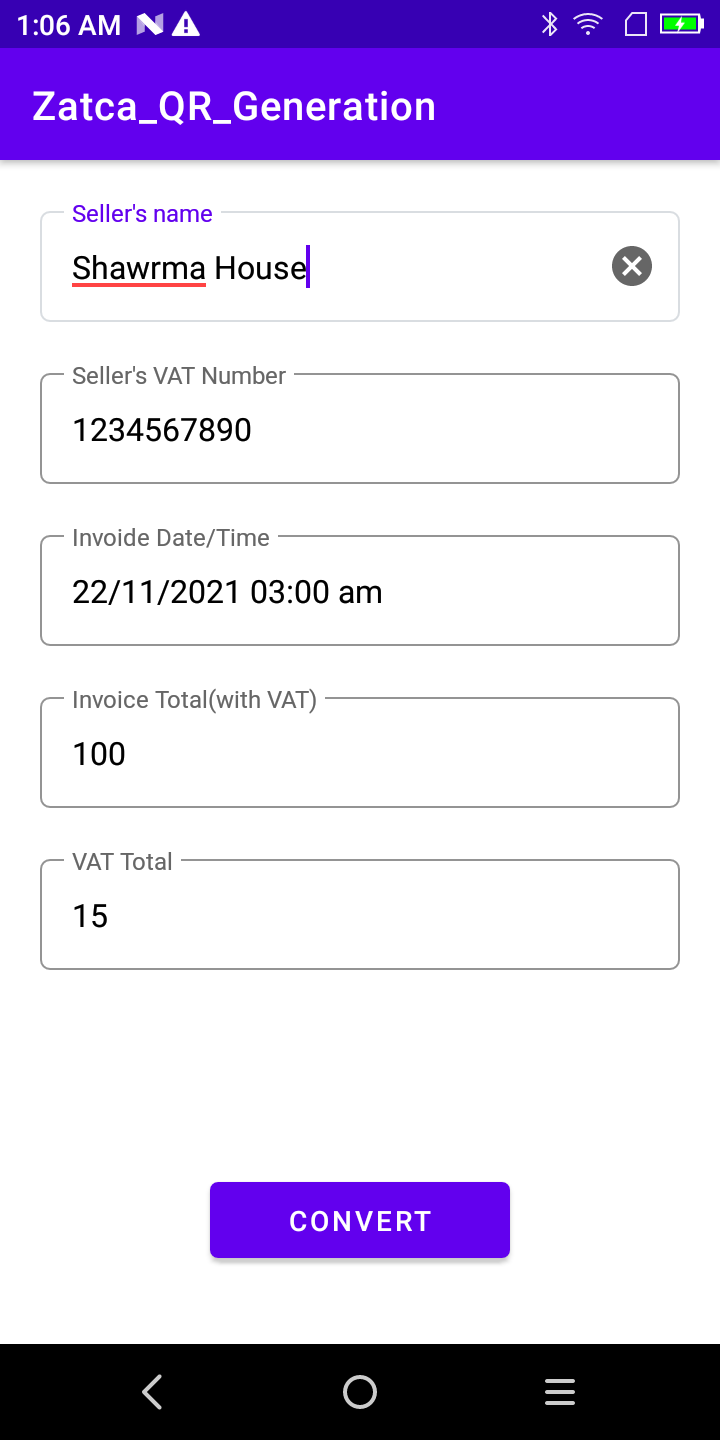 1:06 AM
Zatca_QR_Generation
Seller's name
Shawrma House
Seller's VAT Number
1234567890
Invoide Date/Time
22/11/2021 03:00 am
Invoice Total(with VAT)
100
VAT Total
15
CONVERT